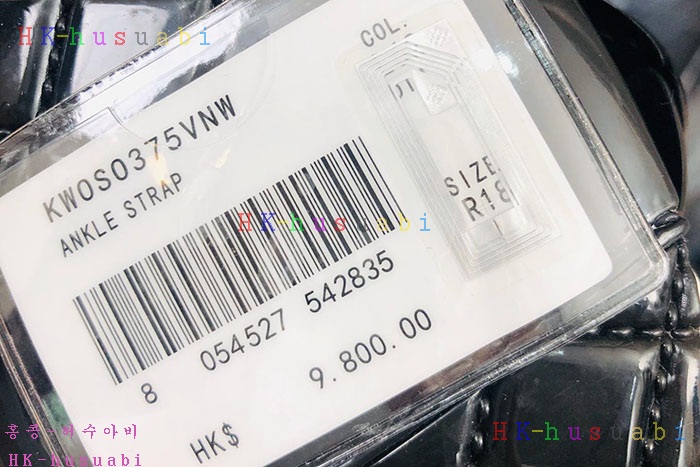 HK-husuabi
COL.
KWOS0375VNW
ANKLE STRAP
SIZE
R18
HK-husuabi
8 054527 542835
9.800.00
HK$
홍콩-허수아비
HK-husuabi
HK-husuabi